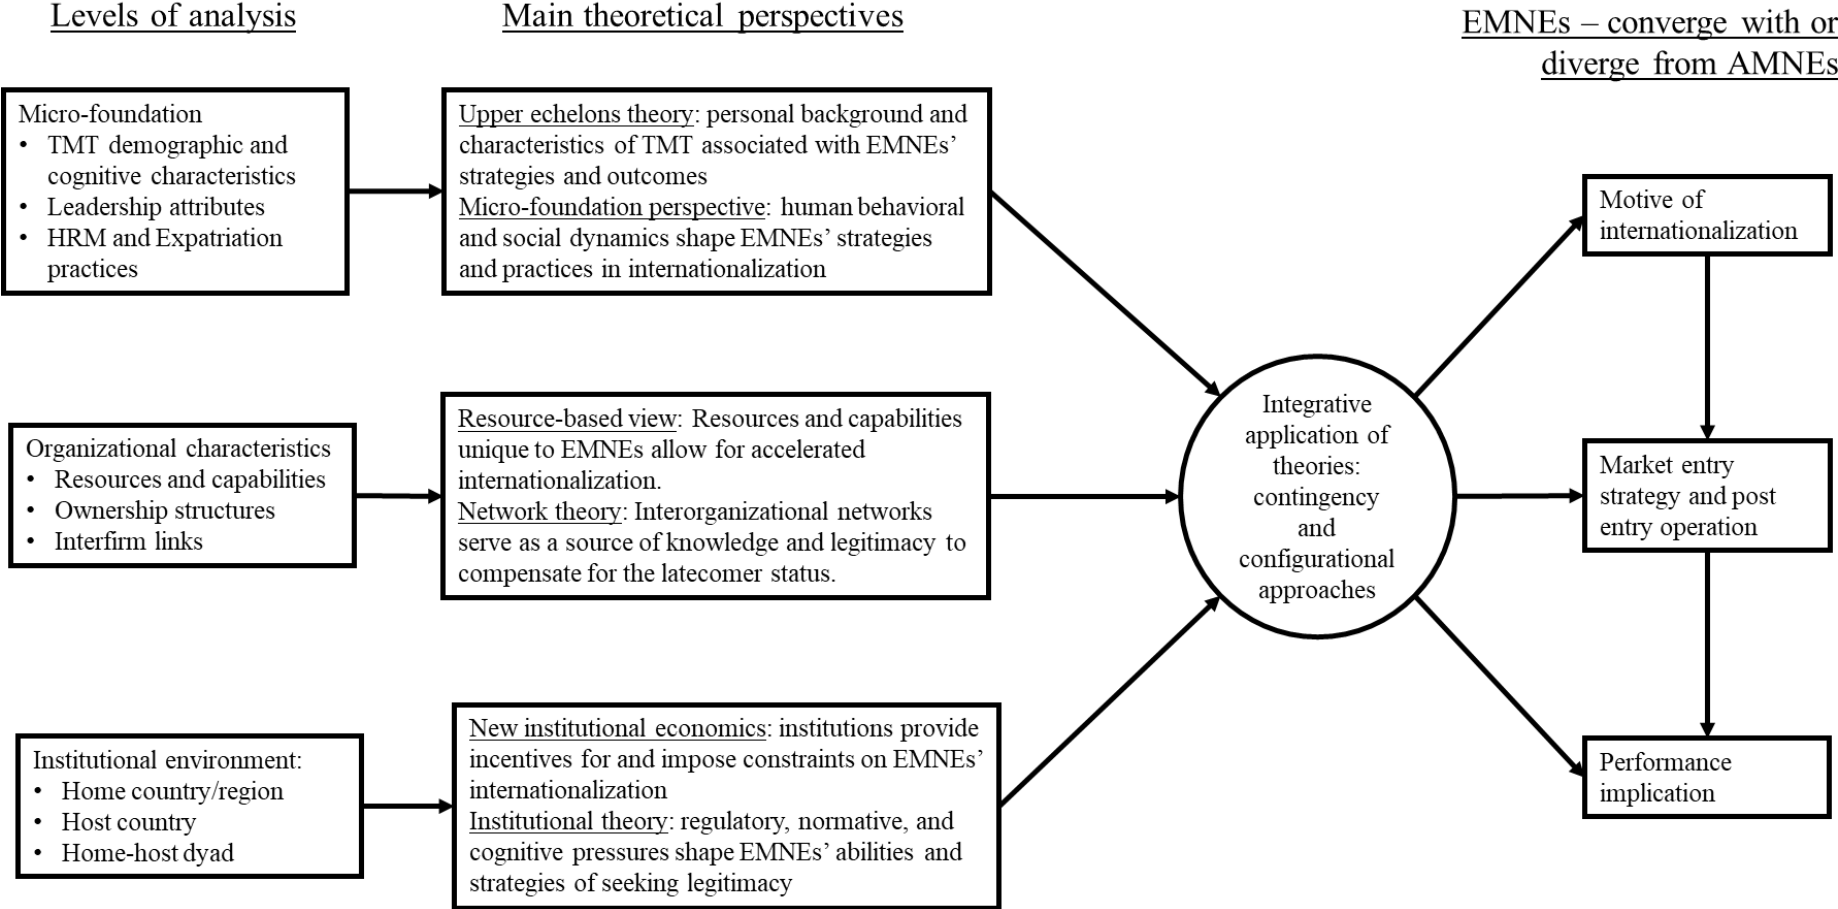 Levels of analysis
Main theoretical perspectives
EMNEs – converge with or
diverge from AMNEs
Micro-foundation
• TMT demographic and
cognitive characteristics
• Leadership attributes
• HRM and Expatriation
practices
Upper echelons theory: personal background and
characteristics of TMT associated with EMNEs’
strategies and outcomes
Micro-foundation perspective: human behavioral
and social dynamics shape EMNEs’ strategies
and practices in internationalization
Organizational characteristics
• Resources and capabilities
• Ownership structures
• Interfirm links
Resource-based view: Resources and capabilities
unique to EMNEs allow for accelerated
internationalization.
Network theory: Interorganizational networks
serve as a source of knowledge and legitimacy to
compensate for the latecomer status.
Institutional environment:
• Home country/region
• Host country
• Home-host dyad
New institutional economics: institutions provide
incentives for and impose constraints on EMNEs’
internationalization
Institutional theory: regulatory, normative, and
cognitive pressures shape EMNEs’ abilities and
strategies of seeking legitimacy
Integrative
application of
theories:
contingency
and
configurational
approaches
Motive of
internationalization
Market entry
strategy and post
entry operation
Performance
implication